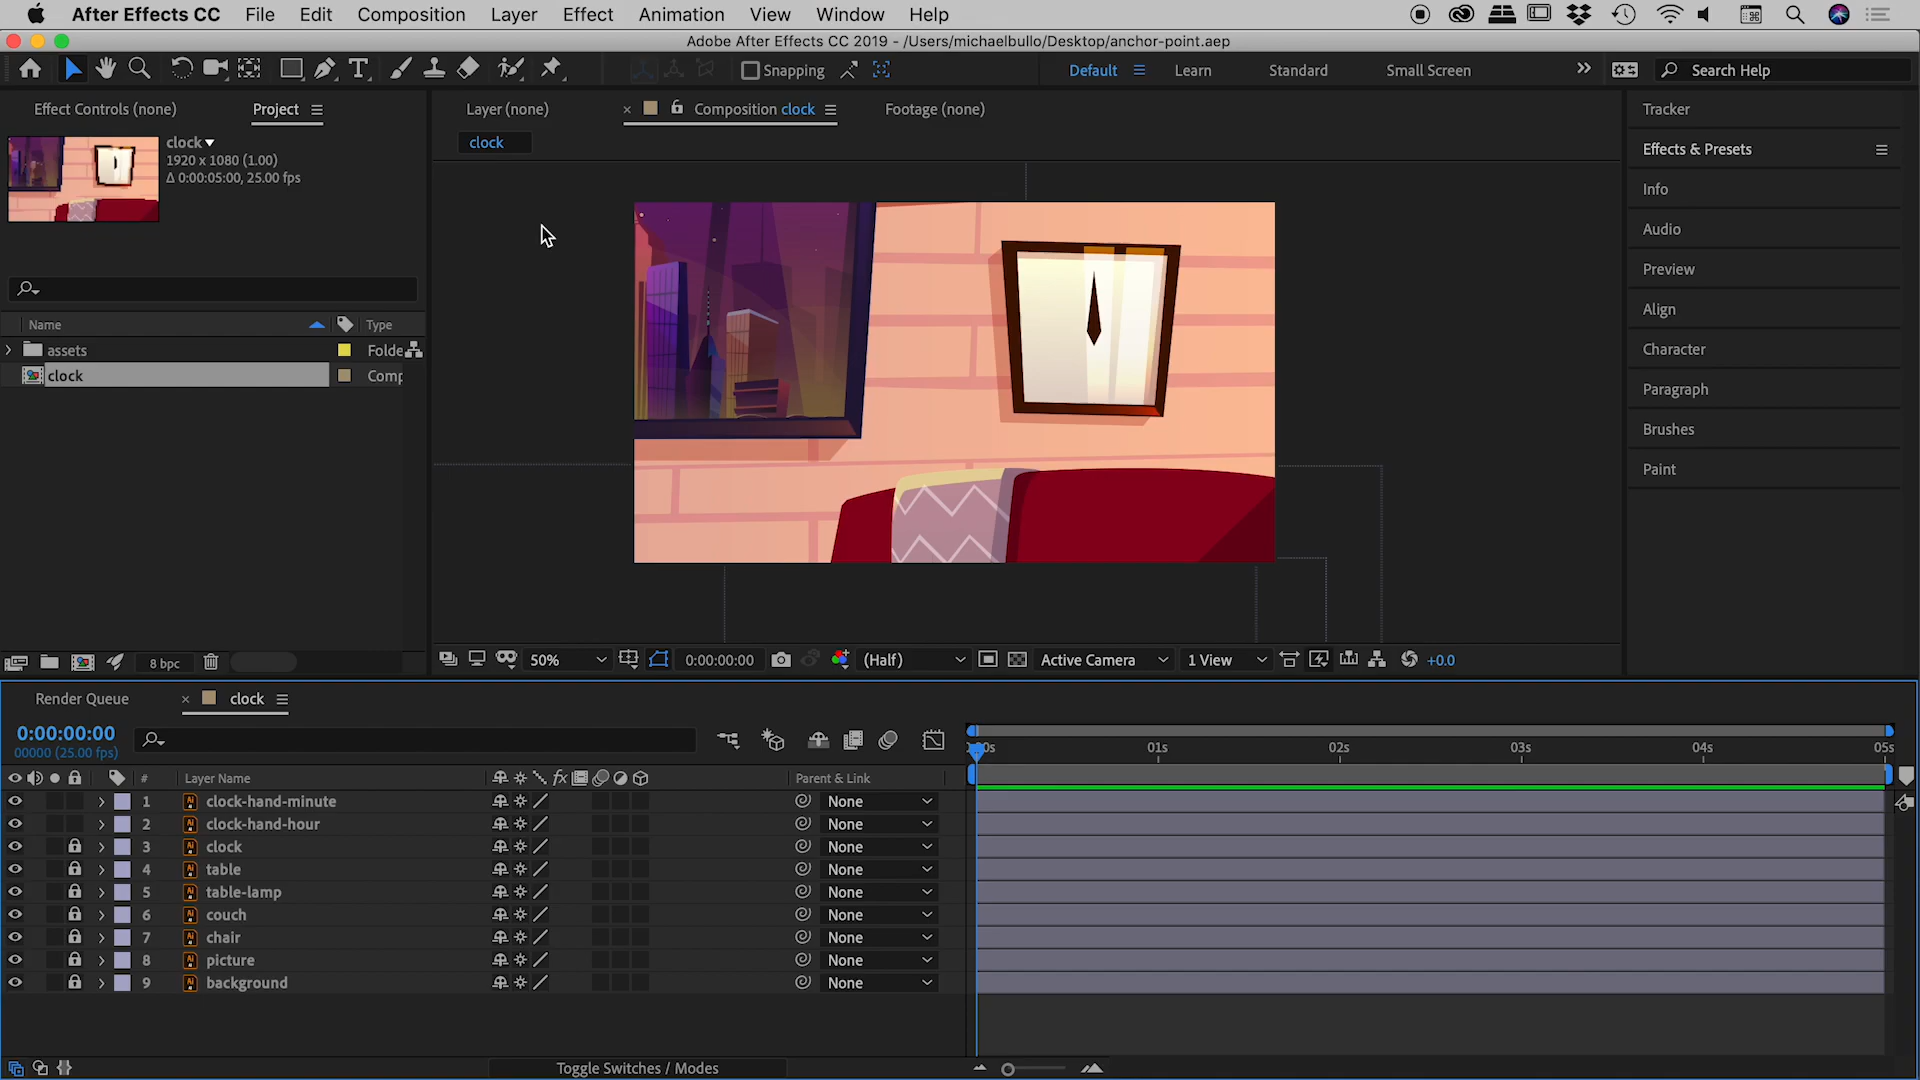 After Effects CC File Edit Composition Layer Effect Animation View Window Help
Adobe After Effects CC 2019 - /Users/michaelbullo/Desktop/anchor-point.aep
Snapping Default Learn Standard Small Screen Search Help
Effect Controls (none) Project
Layer (none) Composition clock Footage (none)
clock
clock
1920 x 1080 (1.00)
Δ 0:00:05:00, 25.00 fps
Name Type
assets Folde
clock Comp
8 bpc
50% 0:00:00:00 (Half) Active Camera 1 View +0.0
Tracker
Effects & Presets
Info
Audio
Preview
Align
Character
Paragraph
Brushes
Paint
Render Queue clock
0:00:00:00
00000 (25.00 fps)
01s 02s 03s 04s 05s
# Layer Name fx Parent & Link
1 clock-hand-minute None
2 clock-hand-hour None
3 clock None
4 table None
5 table-lamp None
6 couch None
7 chair None
8 picture None
9 background None
Toggle Switches / Modes